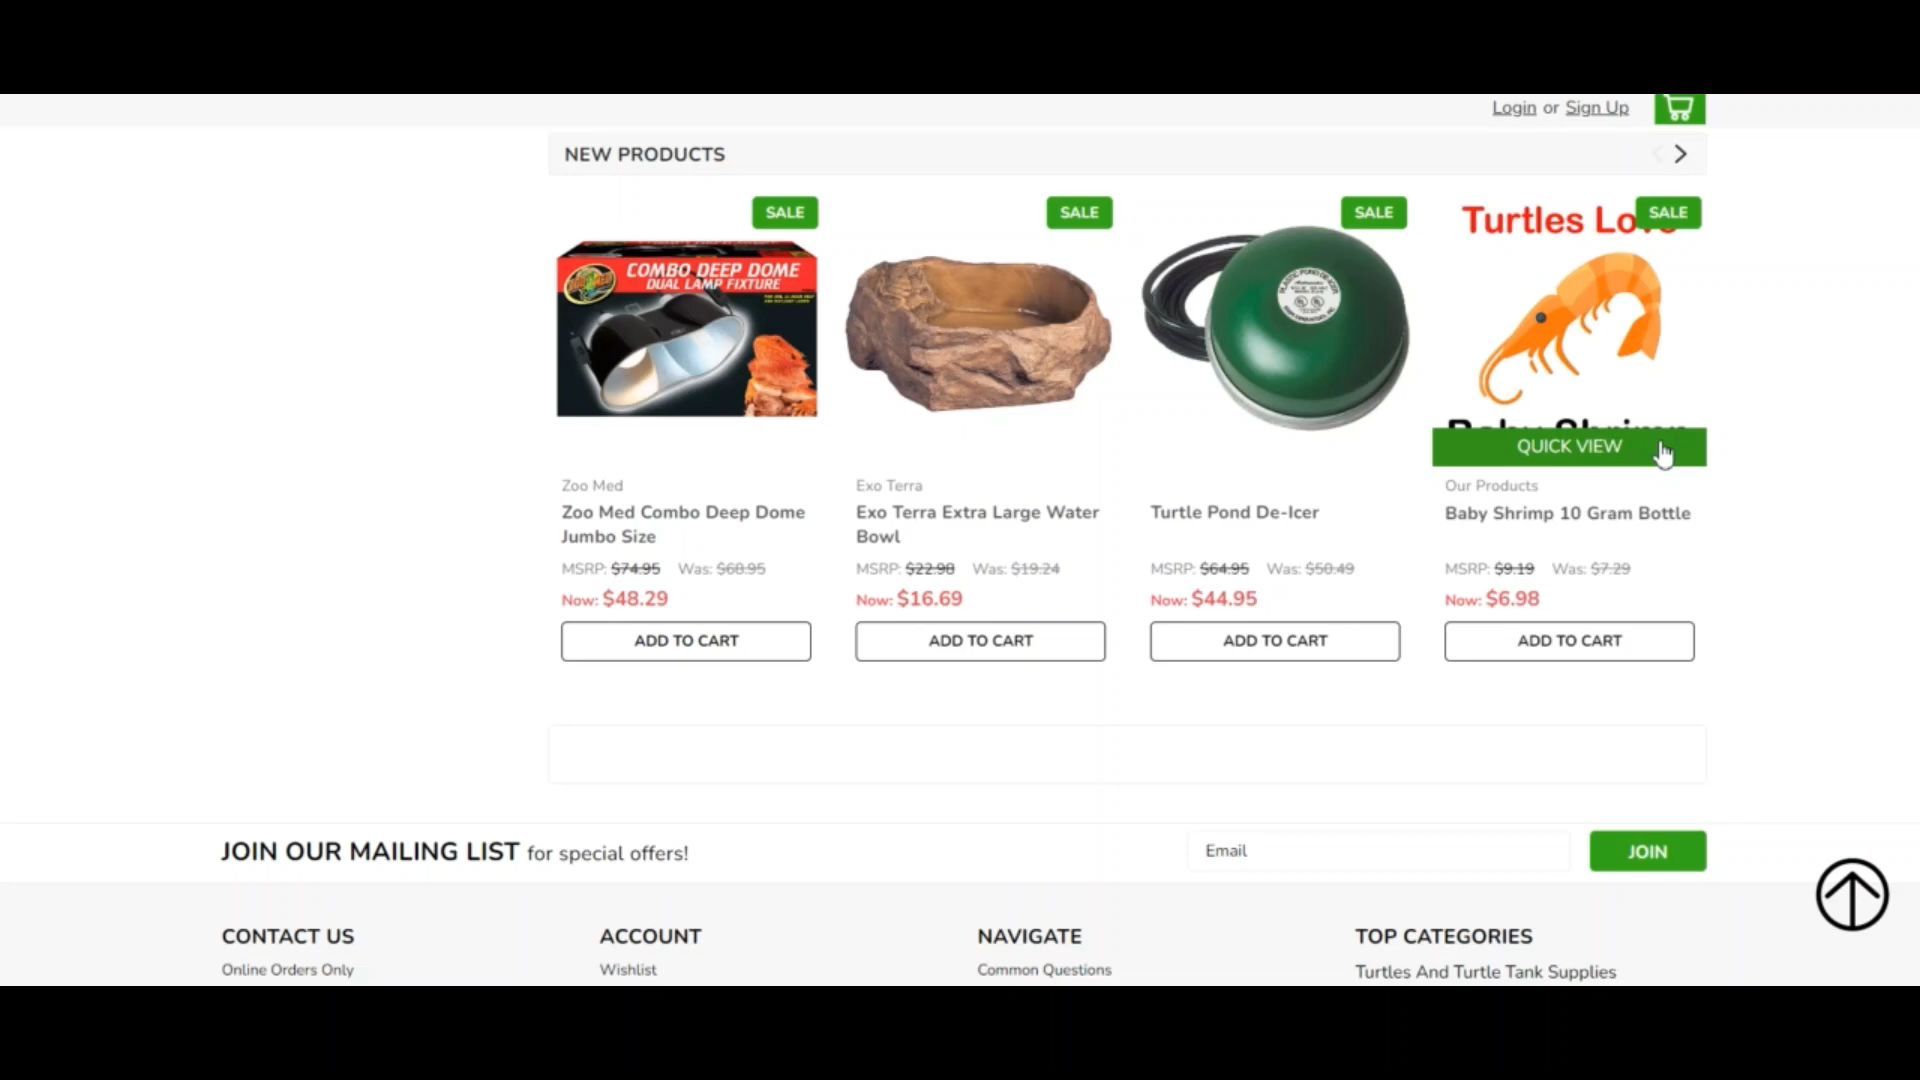 Login or Sign Up
NEW PRODUCTS
SALE
SALE
SALE
SALE
COMBO DEEP DOME
DUAL LAMP FIXTURE
Turtles Lo
Baby Shrimp
QUICK VIEW
Zoo Med
Zoo Med Combo Deep Dome
Jumbo Size
MSRP: $74.95 Was: $68.95
Now: $48.29
ADD TO CART
Exo Terra
Exo Terra Extra Large Water
Bowl
MSRP: $22.98 Was: $19.24
Now: $16.69
ADD TO CART
Turtle Pond De-Icer
MSRP: $64.95 Was: $50.49
Now: $44.95
ADD TO CART
Our Products
Baby Shrimp 10 Gram Bottle
MSRP: $9.19 Was: $7.29
Now: $6.98
ADD TO CART
JOIN OUR MAILING LIST for special offers!
Email
JOIN
CONTACT US
Online Orders Only
ACCOUNT
Wishlist
NAVIGATE
Common Questions
TOP CATEGORIES
Turtles And Turtle Tank Supplies